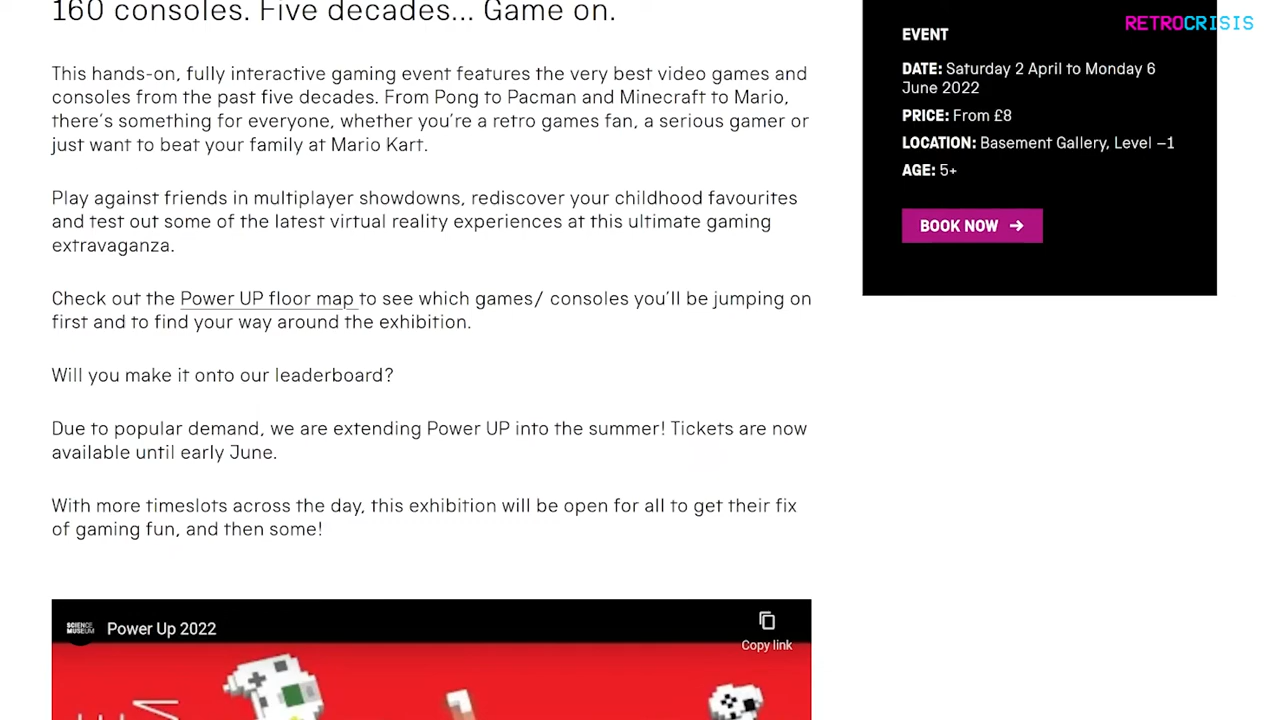 160 consoles. Five decades... Game on.
This hands-on, fully interactive gaming event features the very best video games and
consoles from the past five decades. From Pong to Pacman and Minecraft to Mario,
there's something for everyone, whether you're a retro games fan, a serious gamer or
just want to beat your family at Mario Kart.
Play against friends in multiplayer showdowns, rediscover your childhood favourites
and test out some of the latest virtual reality experiences at this ultimate gaming
extravaganza.
Check out the Power UP floor map to see which games/ consoles you'll be jumping on
first and to find your way around the exhibition.
Will you make it onto our leaderboard?
Due to popular demand, we are extending Power UP into the summer! Tickets are now
available until early June.
With more timeslots across the day, this exhibition will be open for all to get their fix
of gaming fun, and then some!
SCIENCE
MUSEUM
Power Up 2022
Copy link
RETROCRISIS
EVENT
DATE: Saturday 2 April to Monday 6
June 2022
PRICE: From £8
LOCATION: Basement Gallery, Level –1
AGE: 5+
BOOK NOW →